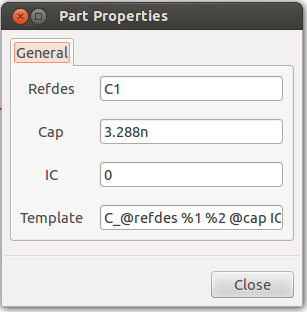 Part Properties
General
Refdes C1
Cap 3.288n
IC 0
Template C_@refdes %1 %2 @cap IC
Close